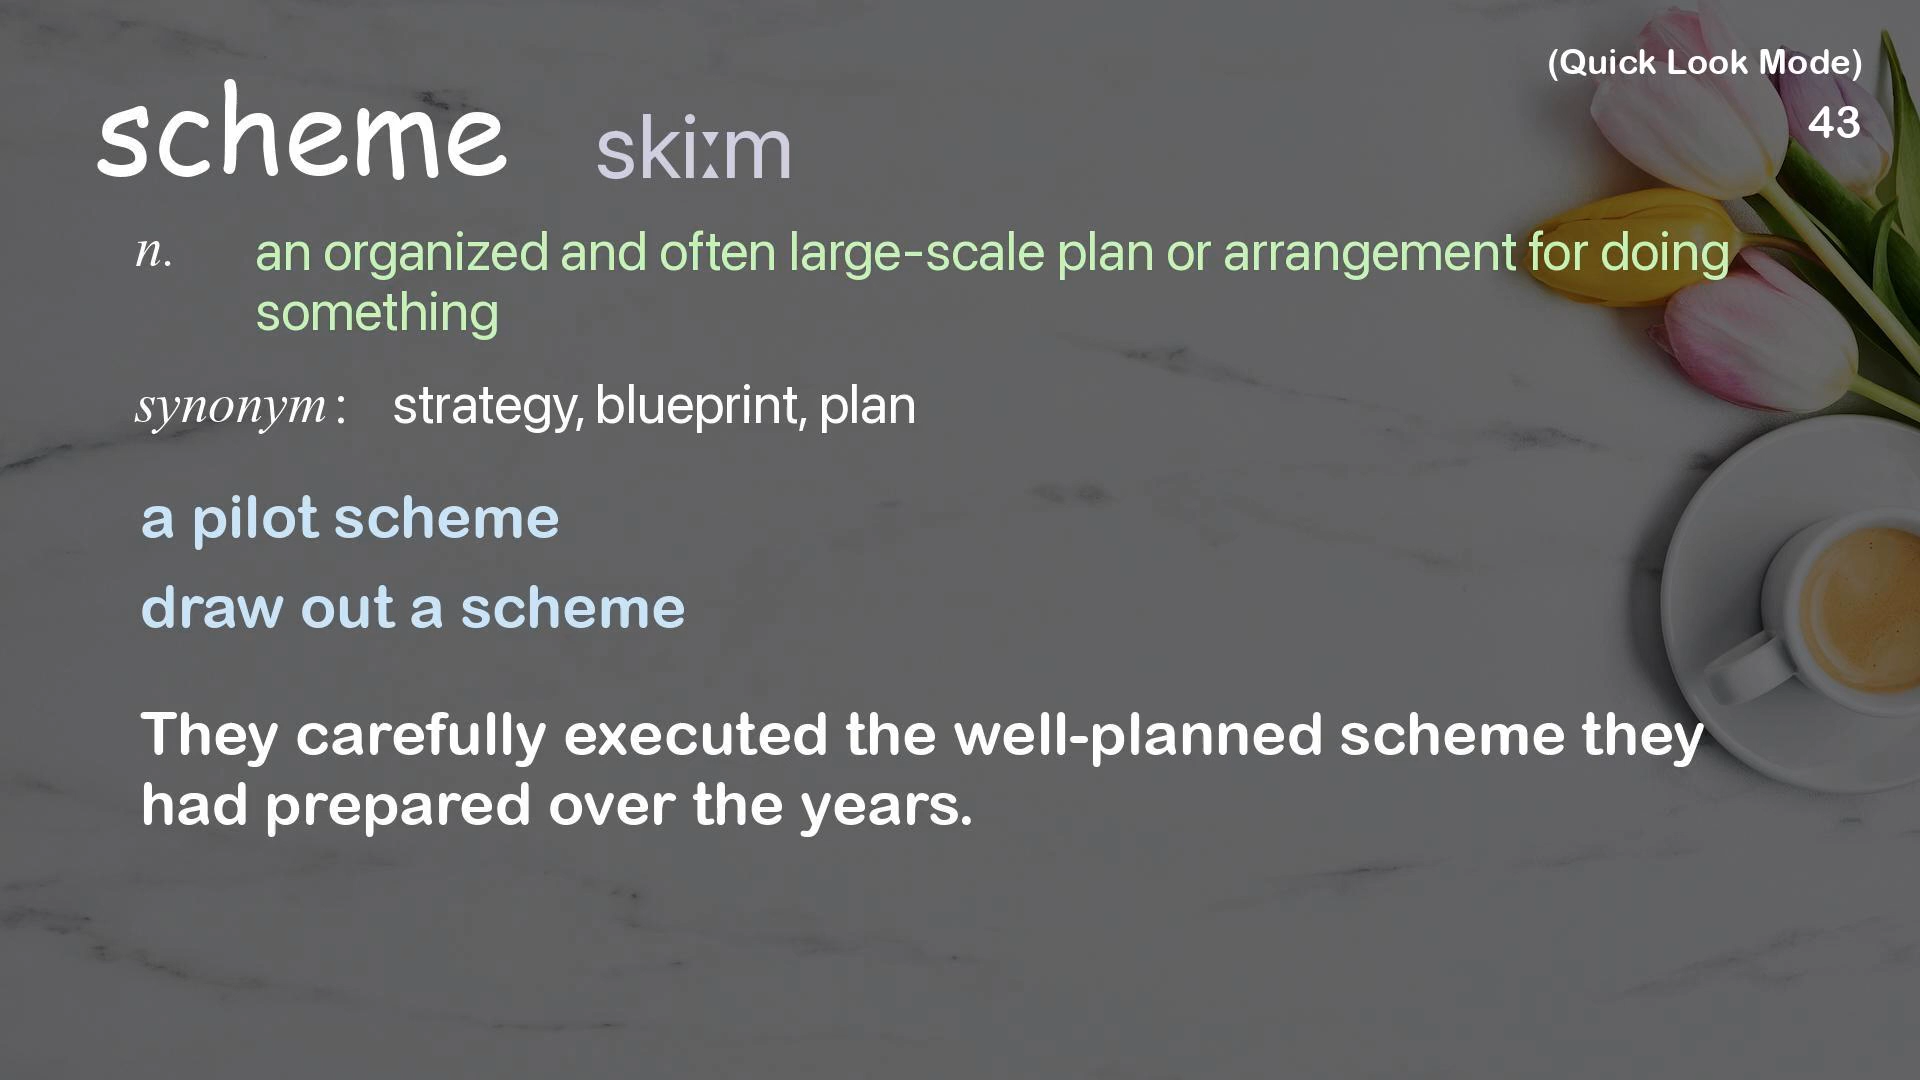 (Quick Look Mode)
scheme skiːm
43
n. an organized and often large-scale plan or arrangement for doing
something
synonym: strategy, blueprint, plan
a pilot scheme
draw out a scheme
They carefully executed the well-planned scheme they
had prepared over the years.